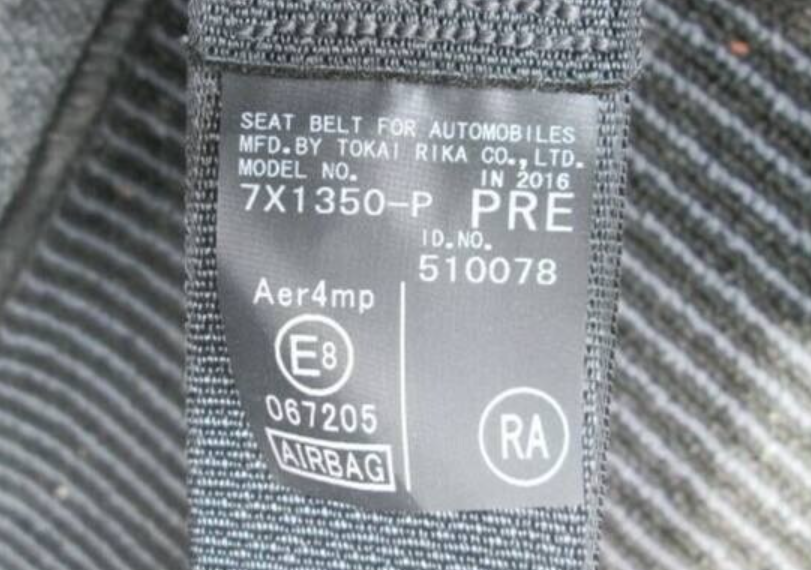 SEAT BELT FOR AUTOMOBILES
MFD.BY TOKAI RIKA CO.,LTD.
MODEL NO. IN 2016
7X1350-P PRE
ID.NO.
510078
Aer4mp
E8
067205
AIRBAG
RA